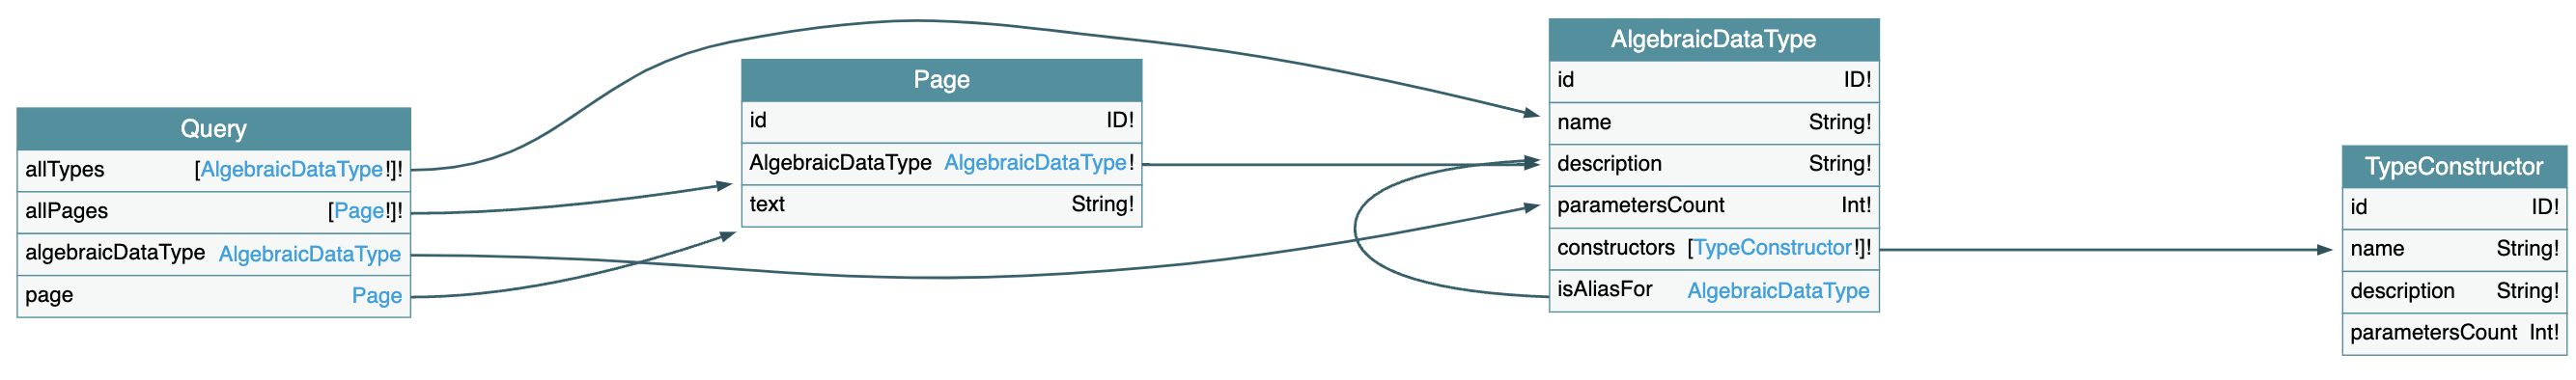 Query
allTypes [AlgebraicDataType!]!
allPages [Page!]!
algebraicDataType AlgebraicDataType
page Page
Page
id ID!
AlgebraicDataType AlgebraicDataType!
text String!
AlgebraicDataType
id ID!
name String!
description String!
parametersCount Int!
constructors [TypeConstructor!]!
isAliasFor AlgebraicDataType
TypeConstructor
id ID!
name String!
description String!
parametersCount Int!